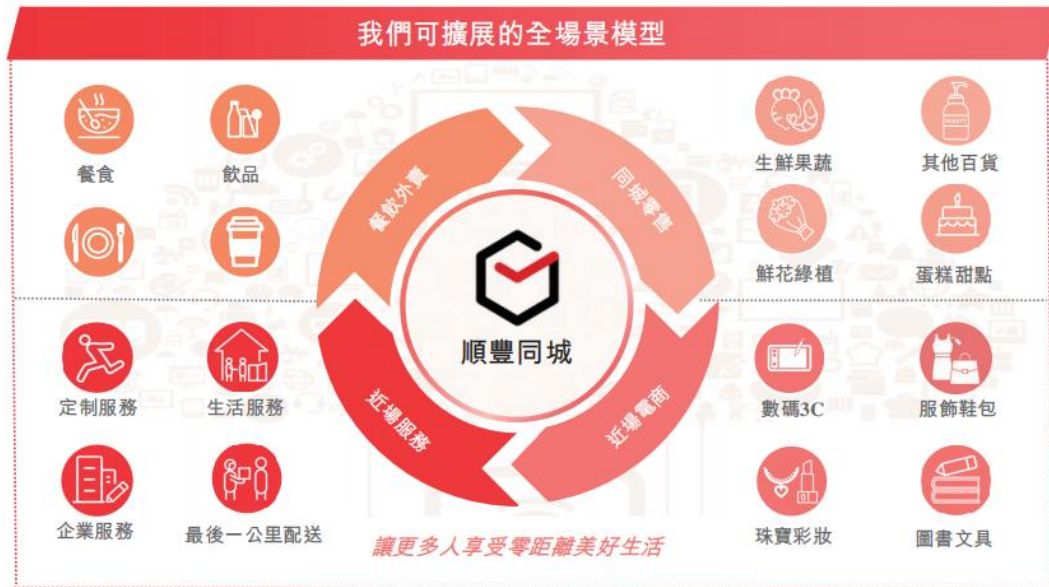 我們可擴展的全場景模型
餐食
飲品
餐飲外賣
同城零售
生鮮果蔬
其他百貨
BEAUTY
鮮花綠植
蛋糕甜點
順豐同城
定制服務
生活服務
近場服務
近場電商
數碼3C
服飾鞋包
企業服務
最後一公里配送
珠寶彩妝
圖書文具
讓更多人享受零距離美好生活